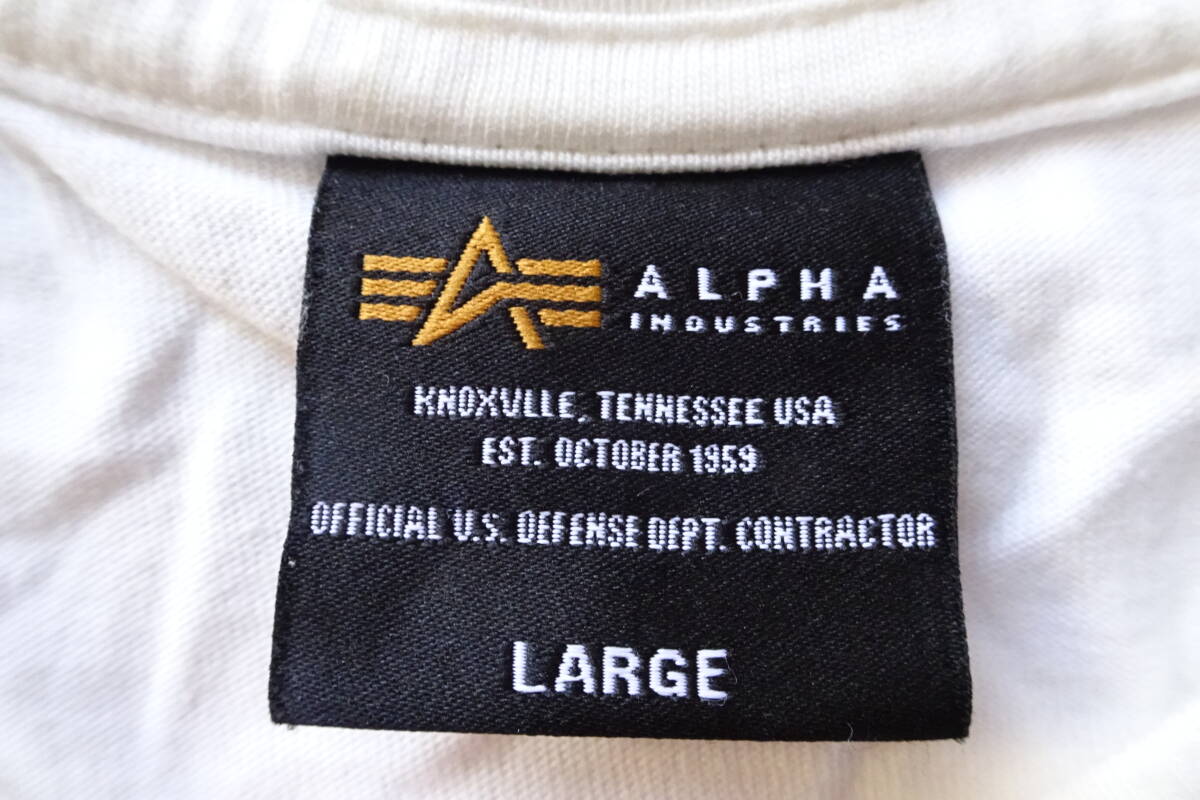 ALPHA
INDUSTRIES
KNOXVLLE, TENNESSEE USA
EST. OCTOBER 1959
OFFICIAL U.S. DEFENSE DEPT. CONTRACTOR
LARGE